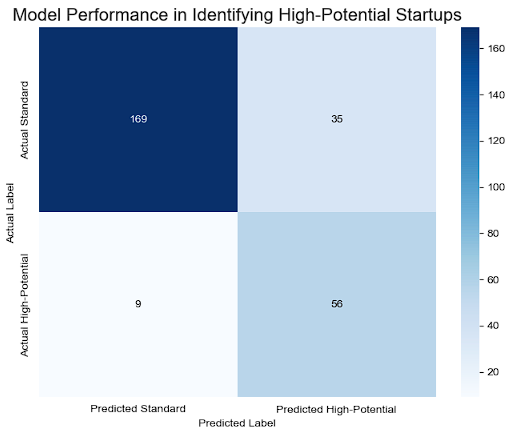 Model Performance in Identifying High-Potential Startups
Actual Label
Actual Standard
169
35
Actual High-Potential
9
56
Predicted Standard
Predicted High-Potential
Predicted Label
160
140
120
100
80
60
40
20